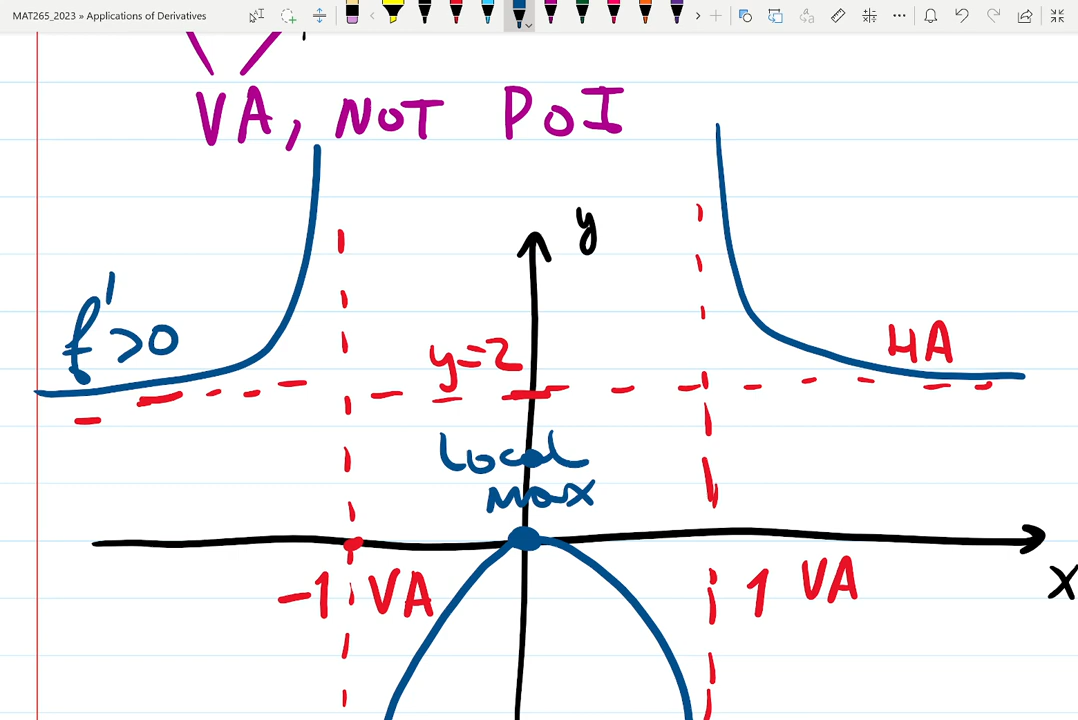 MAT265_2023 » Applications of Derivatives
VA, NOT POI
y
f' >0
y=2
HA
Local
max
-1 VA
1 VA
x